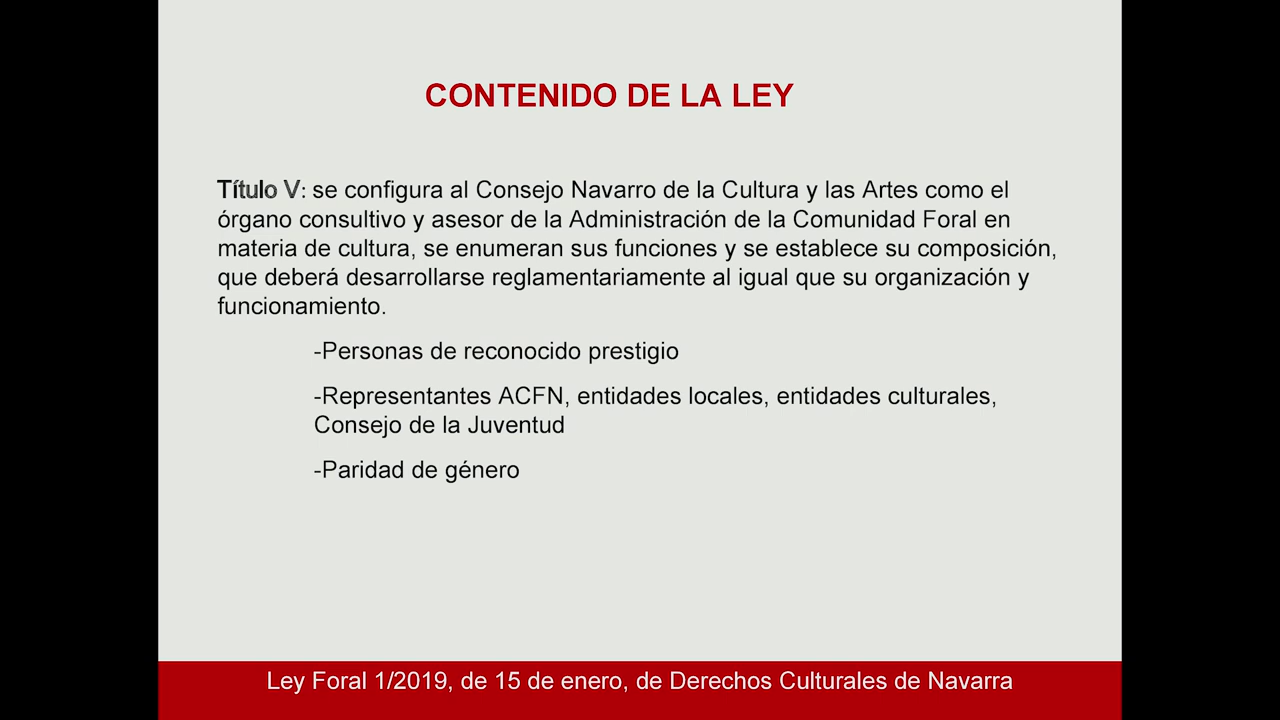 CONTENIDO DE LA LEY
Título V: se configura al Consejo Navarro de la Cultura y las Artes como el
órgano consultivo y asesor de la Administración de la Comunidad Foral en
materia de cultura, se enumeran sus funciones y se establece su composición,
que deberá desarrollarse reglamentariamente al igual que su organización y
funcionamiento.
-Personas de reconocido prestigio
-Representantes ACFN, entidades locales, entidades culturales,
Consejo de la Juventud
-Paridad de género
Ley Foral 1/2019, de 15 de enero, de Derechos Culturales de Navarra